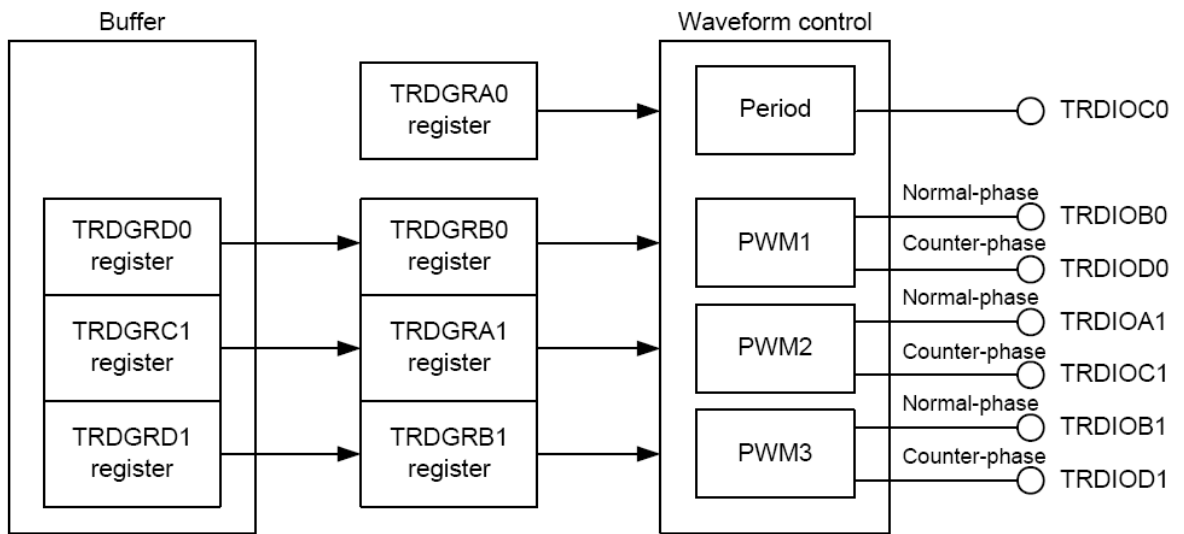 Buffer
Waveform control
TRDGRA0
register
Period
TRDIOC0
TRDGRD0
register
TRDGRB0
register
PWM1
Normal-phase
TRDIOB0
Counter-phase
TRDIOD0
TRDGRC1
register
TRDGRA1
register
PWM2
Normal-phase
TRDIOA1
Counter-phase
TRDIOC1
TRDGRD1
register
TRDGRB1
register
PWM3
Normal-phase
TRDIOB1
Counter-phase
TRDIOD1